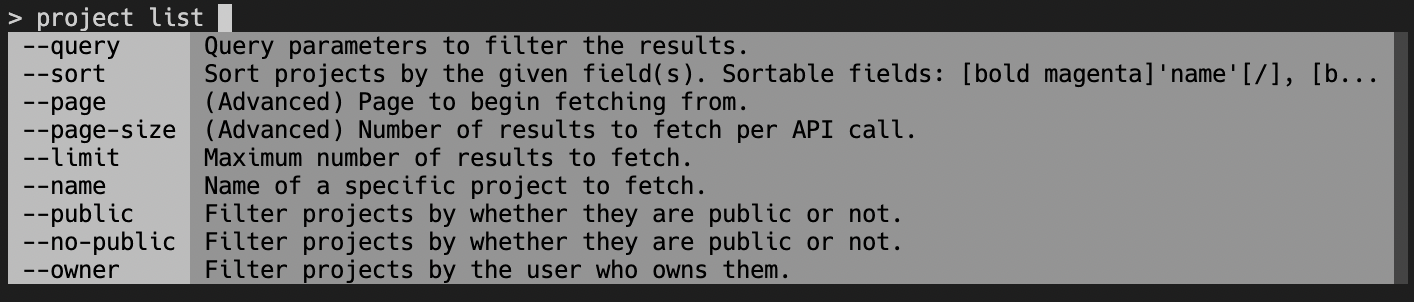 > project list
--query Query parameters to filter the results.
--sort Sort projects by the given field(s). Sortable fields: [bold magenta]'name'[/], [b...
--page (Advanced) Page to begin fetching from.
--page-size (Advanced) Number of results to fetch per API call.
--limit Maximum number of results to fetch.
--name Name of a specific project to fetch.
--public Filter projects by whether they are public or not.
--no-public Filter projects by whether they are public or not.
--owner Filter projects by the user who owns them.